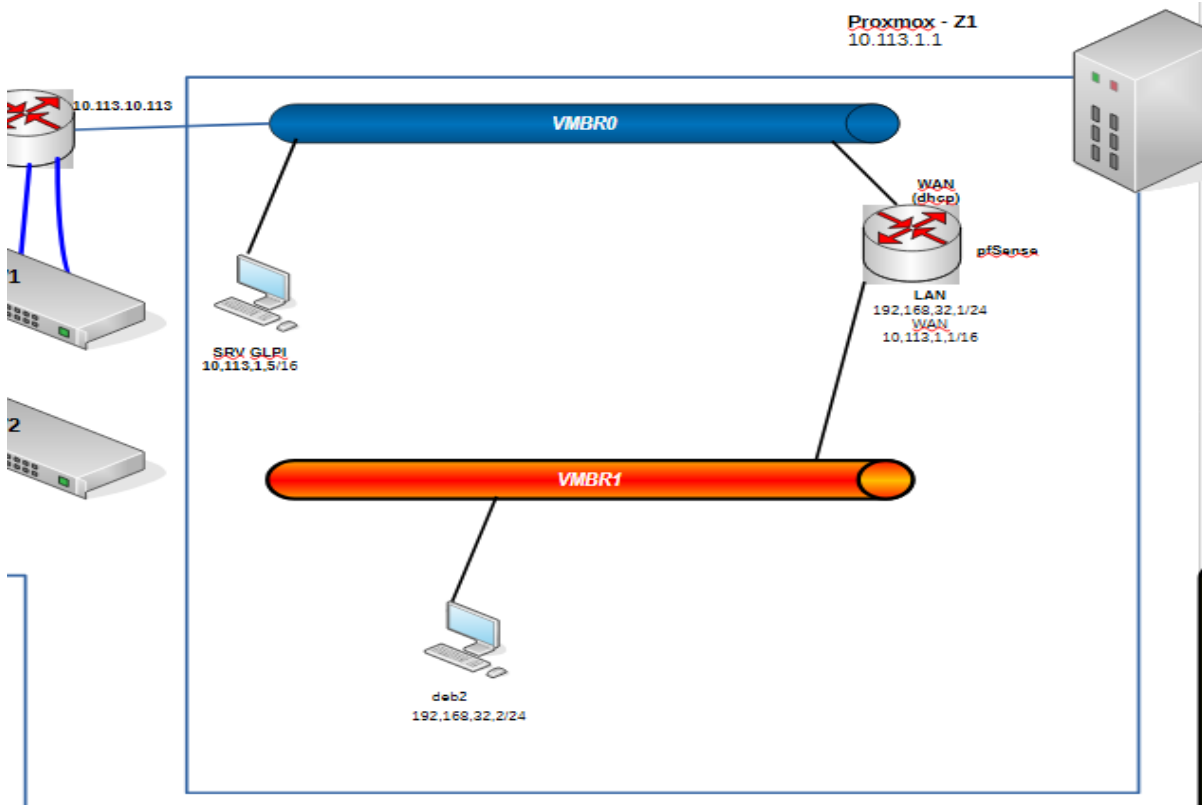 Proxmox - Z1
10.113.1.1
10.113.10.113
VMBR0
WAN
(dhcp)
pfSense
LAN
192,168,32,1/24
WAN
10,113,1,1/16
1
SRV GLPI
10,113,1,5/16
2
VMBR1
deb2
192,168,32,2/24